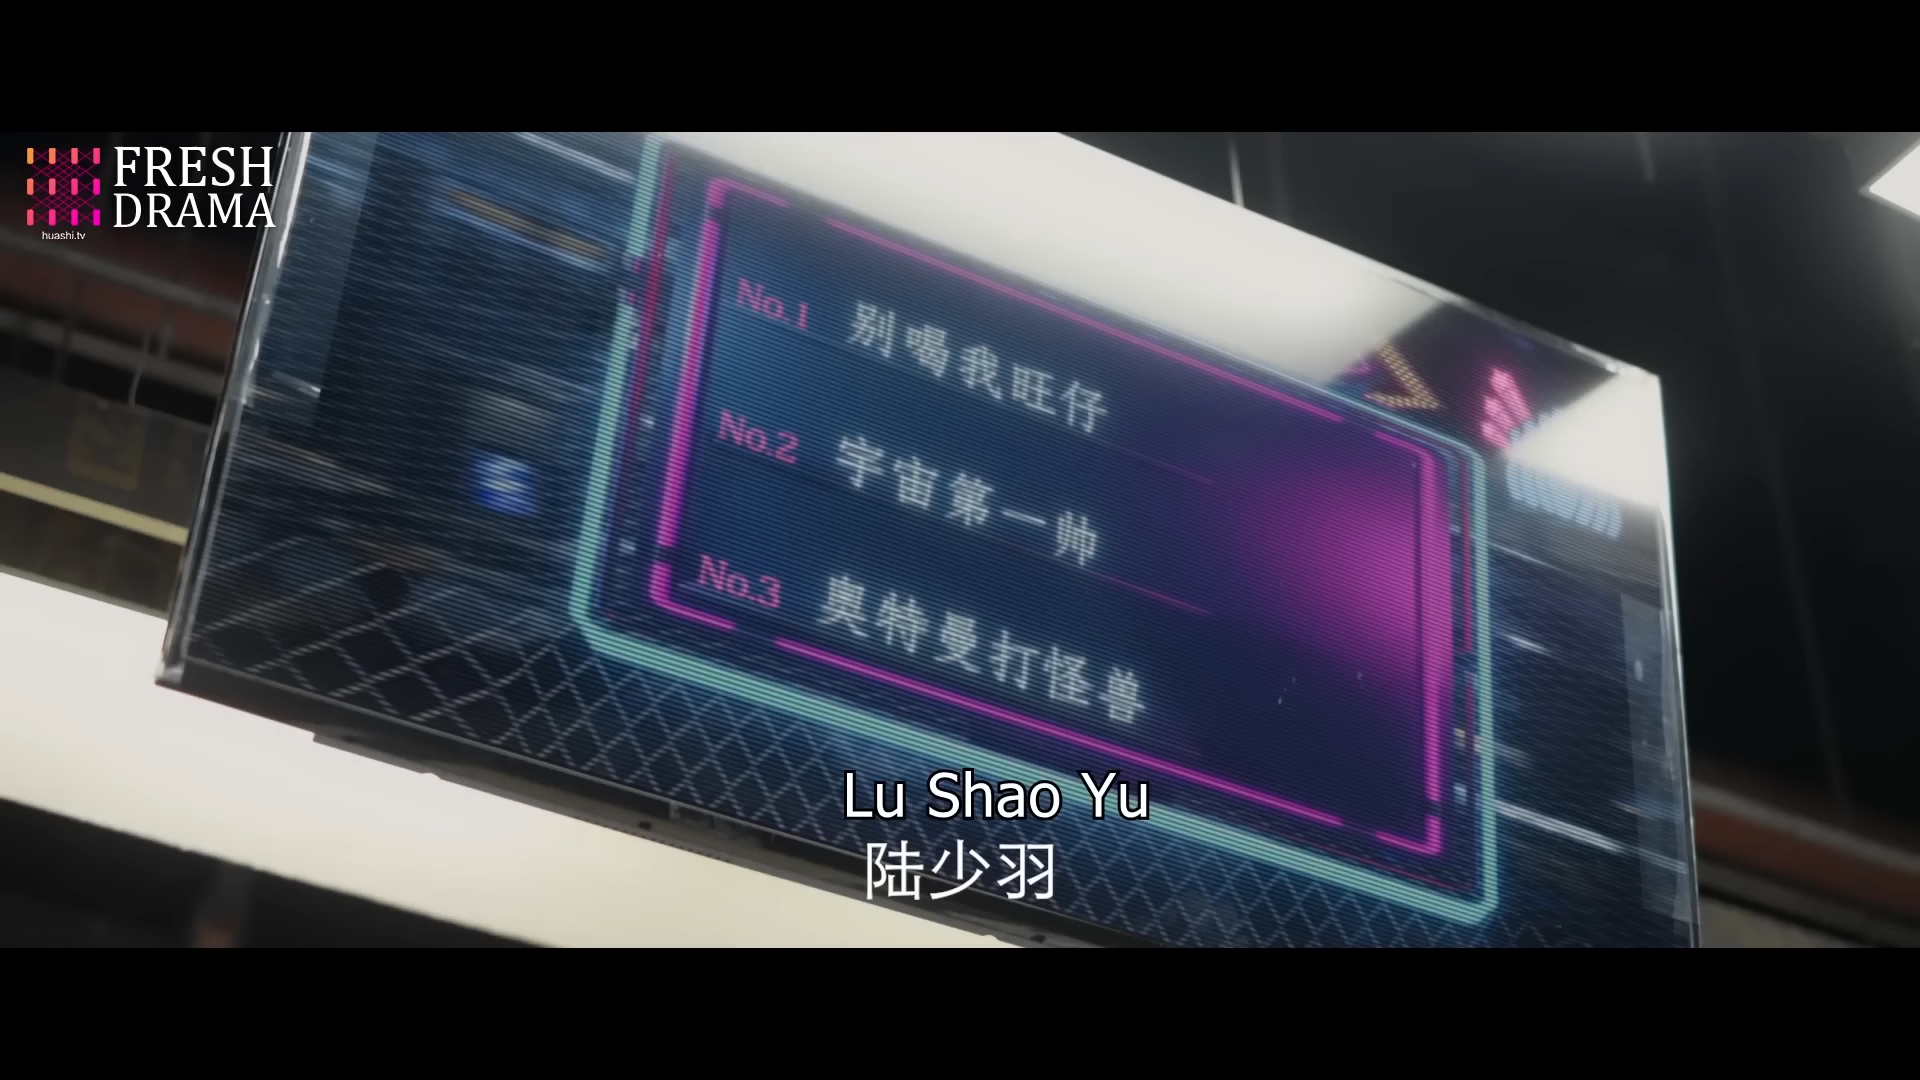 FRESH
DRAMA
huashi.tv
No.1 别喝我旺仔
No.2 宇宙第一帅
No.3 奥特曼打怪兽
Lu Shao Yu
陆少羽